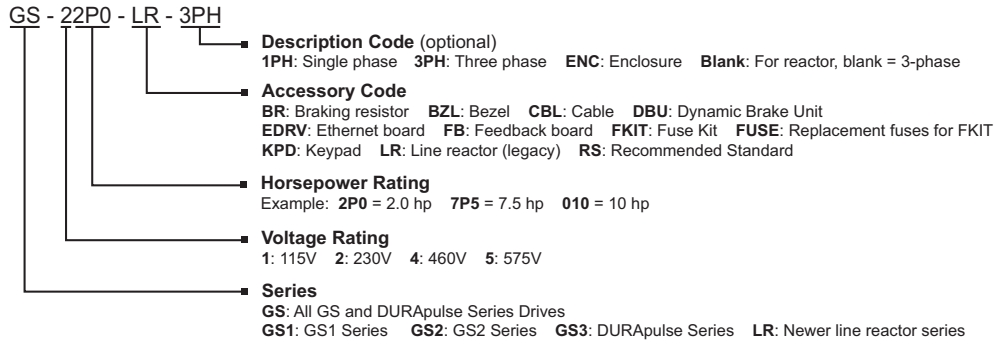 GS - 22P0 - LR - 3PH
Description Code (optional)
1PH: Single phase 3PH: Three phase ENC: Enclosure Blank: For reactor, blank = 3-phase
Accessory Code
BR: Braking resistor BZL: Bezel CBL: Cable DBU: Dynamic Brake Unit
EDRV: Ethernet board FB: Feedback board FKIT: Fuse Kit FUSE: Replacement fuses for FKIT
KPD: Keypad LR: Line reactor (legacy) RS: Recommended Standard
Horsepower Rating
Example: 2P0 = 2.0 hp 7P5 = 7.5 hp 010 = 10 hp
Voltage Rating
1: 115V 2: 230V 4: 460V 5: 575V
Series
GS: All GS and DURApulse Series Drives
GS1: GS1 Series GS2: GS2 Series GS3: DURApulse Series LR: Newer line reactor series